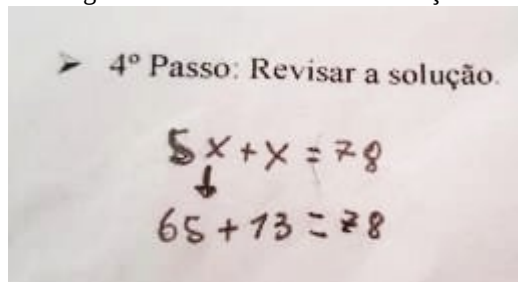 ➤ 4º Passo: Revisar a solução.
5x + x = 78
↓
65 + 13 = 78